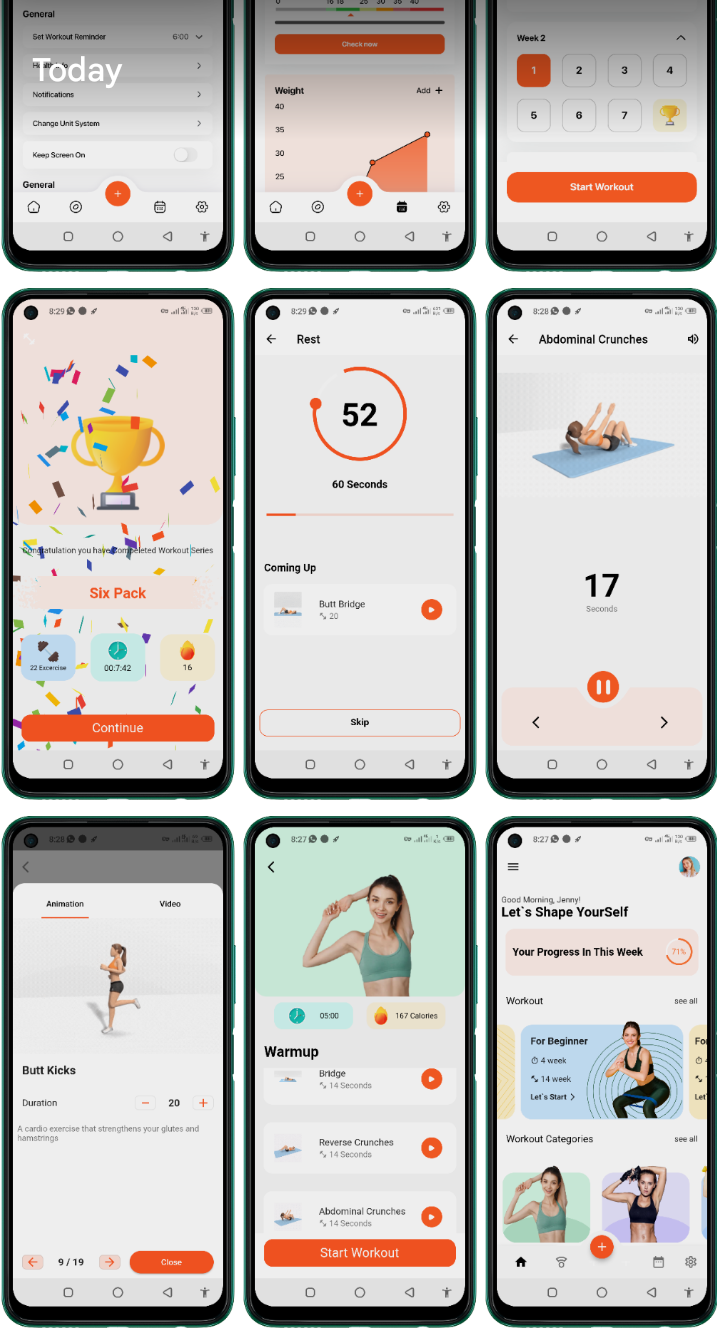 General
Set Workout Reminder 6:00
Today
Notifications
Change Unit System
Keep Screen On
General
0 16 18 25 30 35 40
Check now
Weight Add +
40
35
30
25
Week 2
1 2 3 4
5 6 7
Start Workout
8:29
Congratulation you have Compeleted Workout Series
Six Pack
22 Excercise
00:7:42
16
Continue
8:29
Rest
52
60 Seconds
Coming Up
Butt Bridge
20
Skip
8:28
Abdominal Crunches
17
Seconds
8:28
Animation Video
Butt Kicks
Duration − 20 +
A cardio exercise that strengthens your glutes and
hamstrings
9 / 19
Close
8:27
05:00 167 Calories
Warmup
Bridge
14 Seconds
Reverse Crunches
14 Seconds
Abdominal Crunches
14 Seconds
Start Workout
8:27
Good Morning, Jenny!
Let`s Shape YourSelf
Your Progress In This Week 71%
Workout see all
For Beginner
4 week
14 week
Let`s Start
Workout Categories see all